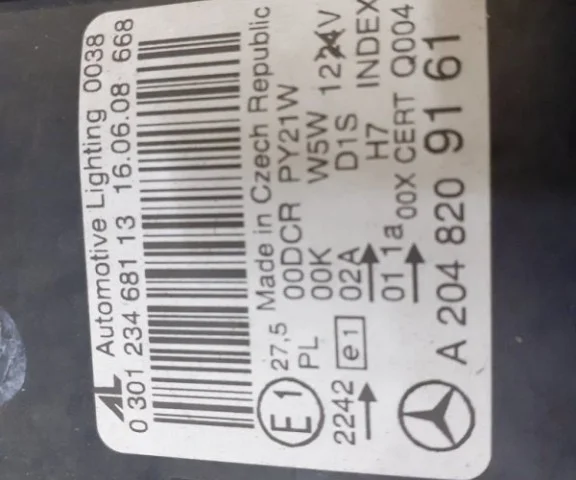 AL Automotive Lighting 0038
0 301 234 681 13 16.06.08 668
E1 27,5 Made in Czech Republic
PL 00DCR PY21W
00K W5W 12V
2242 e1 02A D1S INDEX
H7
01 1a 00X CERT Q004
A 204 820 91 61